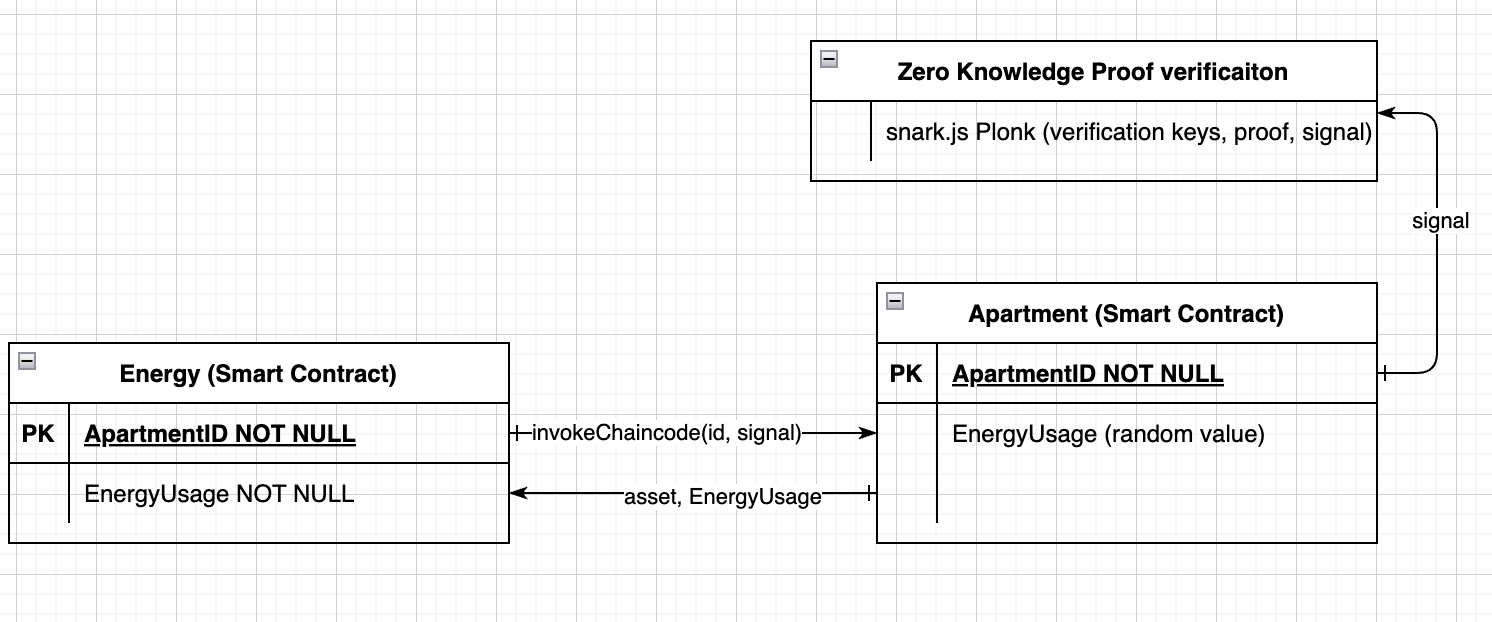 Zero Knowledge Proof verificaiton
snark.js Plonk (verification keys, proof, signal)
signal
Apartment (Smart Contract)
PK ApartmentID NOT NULL
EnergyUsage (random value)
Energy (Smart Contract)
PK ApartmentID NOT NULL
EnergyUsage NOT NULL
invokeChaincode(id, signal)
asset, EnergyUsage